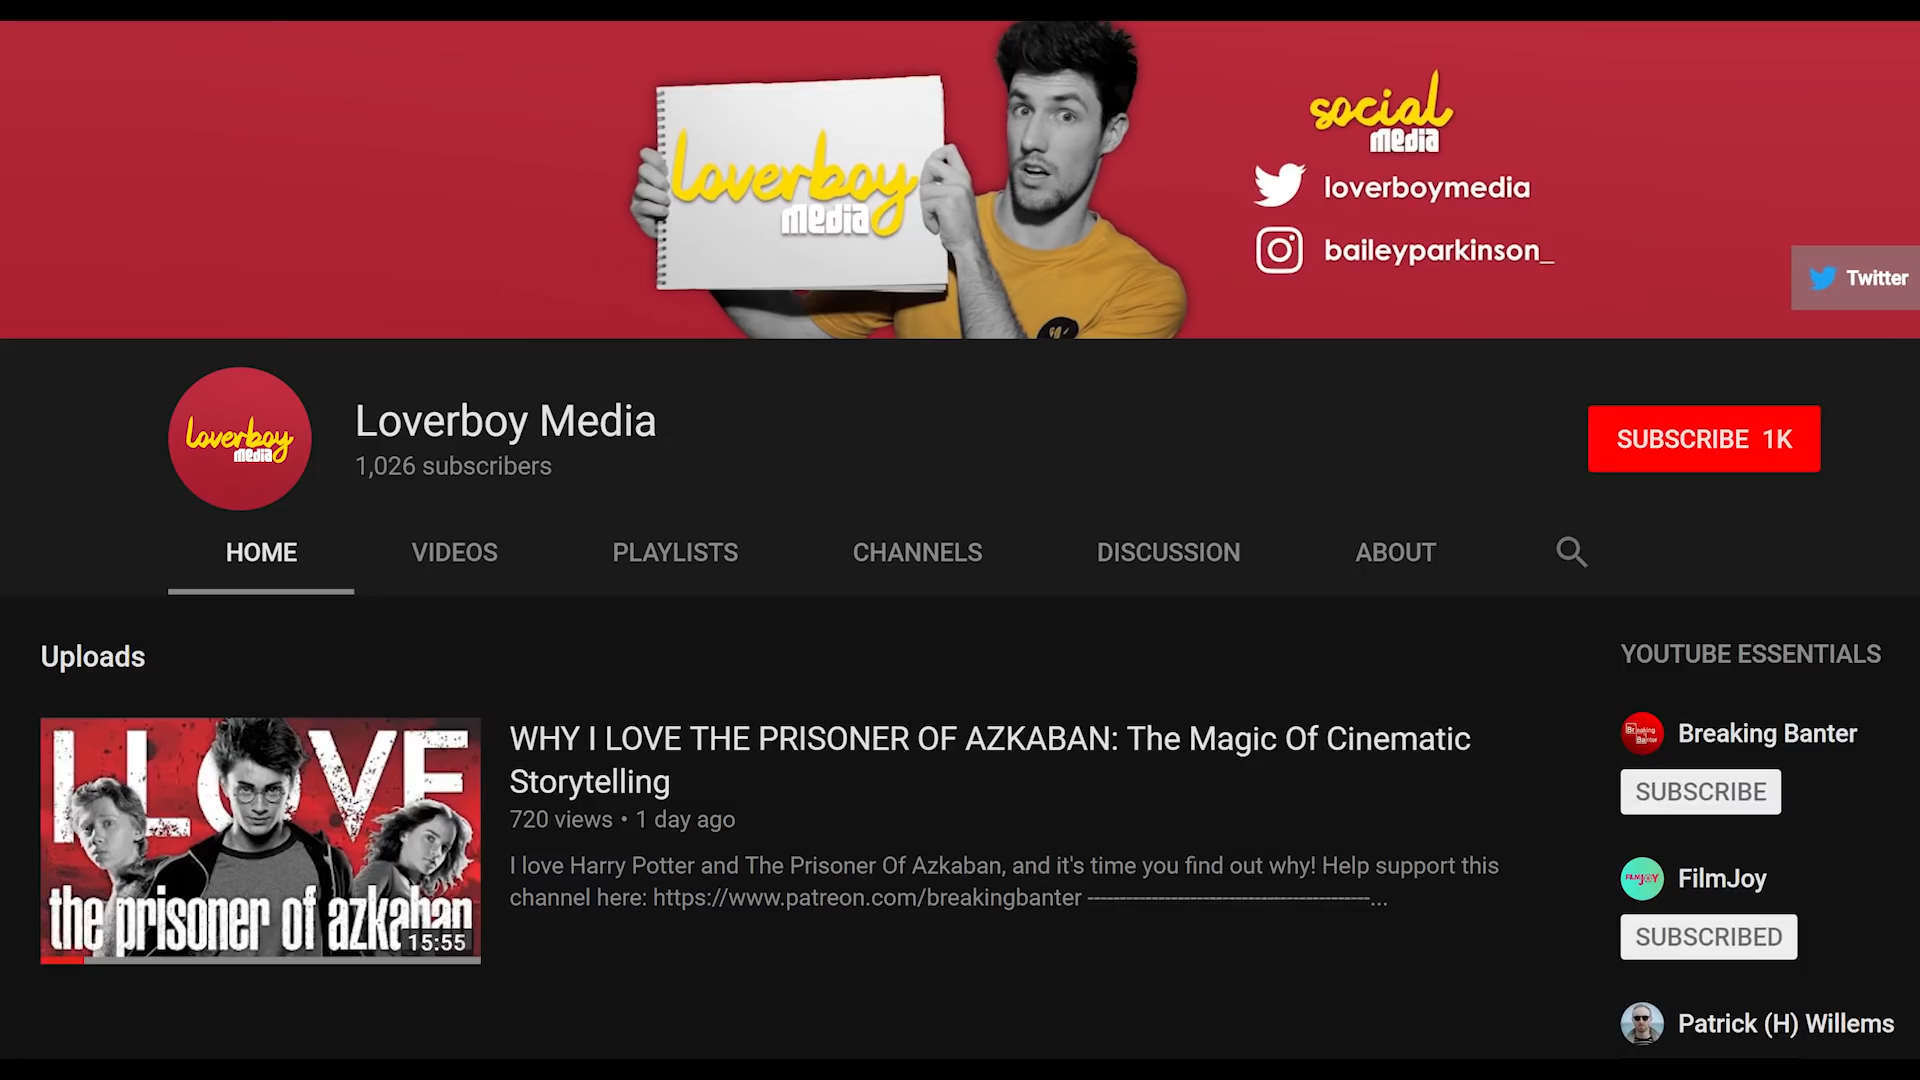 loverboy
media
social
media
loverboymedia
baileyparkinson_
Twitter
loverboy
media
Loverboy Media
1,026 subscribers
SUBSCRIBE 1K
HOME
VIDEOS
PLAYLISTS
CHANNELS
DISCUSSION
ABOUT
Uploads
I LOVE
the prisoner of azkaban
15:55
WHY I LOVE THE PRISONER OF AZKABAN: The Magic Of Cinematic
Storytelling
720 views • 1 day ago
I love Harry Potter and The Prisoner Of Azkaban, and it's time you find out why! Help support this
channel here: https://www.patreon.com/breakingbanter -----------------------------------------...
YOUTUBE ESSENTIALS
Breaking
Banter
Breaking Banter
SUBSCRIBE
FILMJOY
FilmJoy
SUBSCRIBED
Patrick (H) Willems